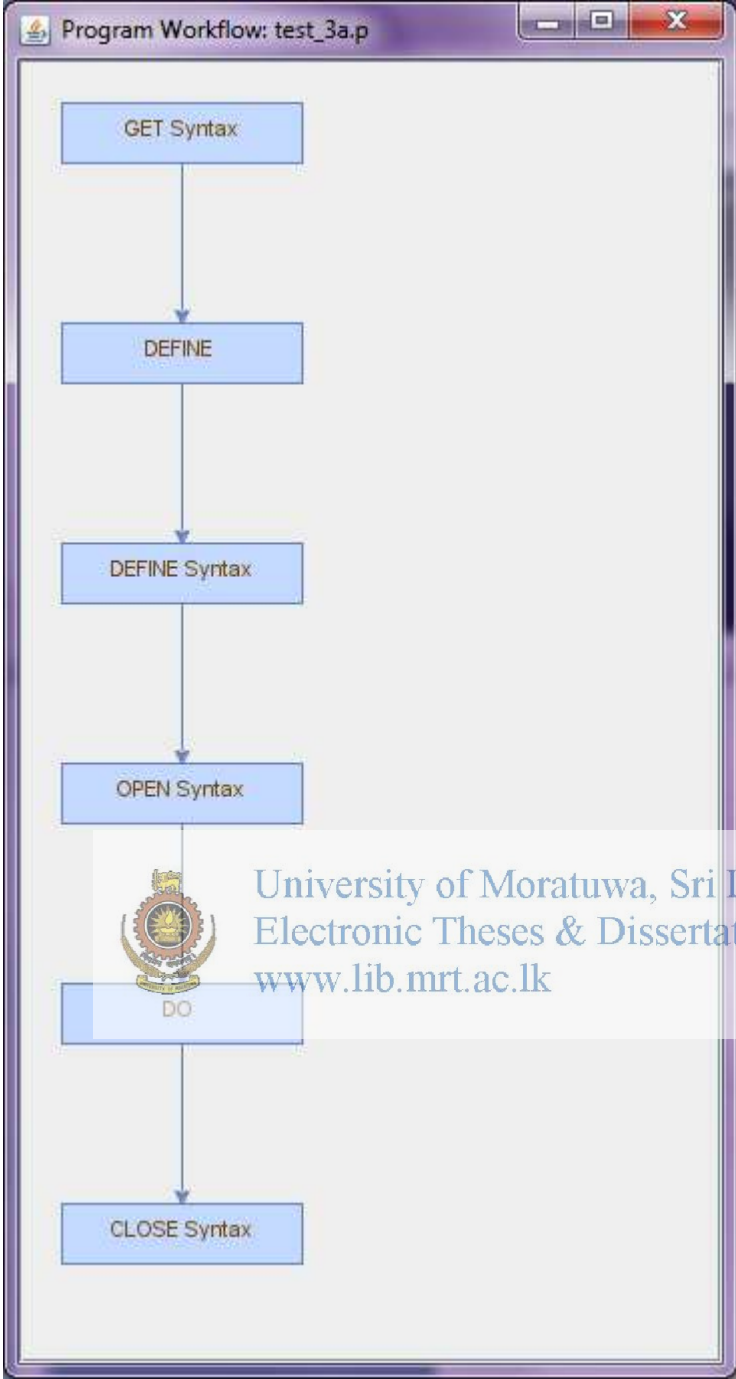 Program Workflow: test_3a.p
GET Syntax
DEFINE
DEFINE Syntax
OPEN Syntax
University of Moratuwa, Sri
Electronic Theses &
www.lib.mrt.ac.lk
DO
CLOSE Syntax